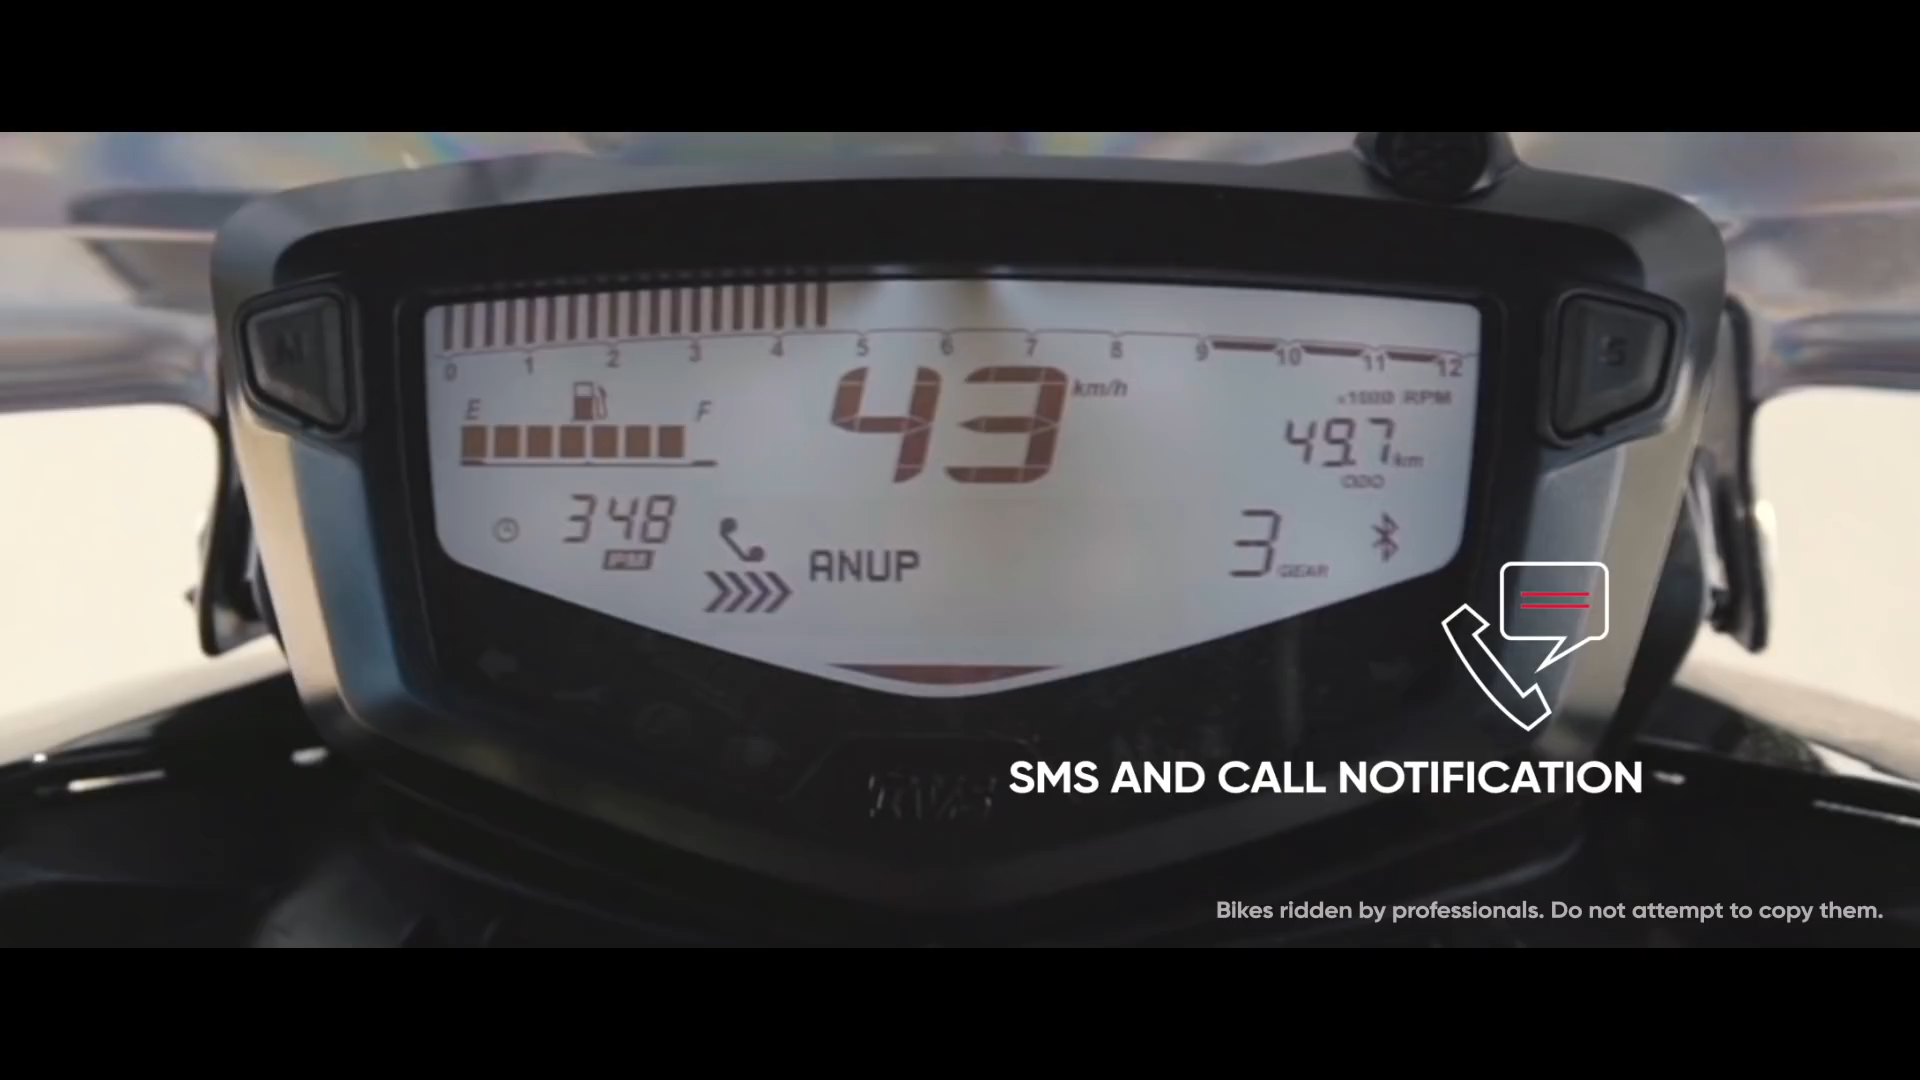 0 1 2 3 4 5 6 7 8 9 10 11 12
x1000 RPM
E F
43 km/h
49.7 km
ODO
3:48
PM
ANUP
3 GEAR
S
SMS AND CALL NOTIFICATION
Bikes ridden by professionals. Do not attempt to copy them.